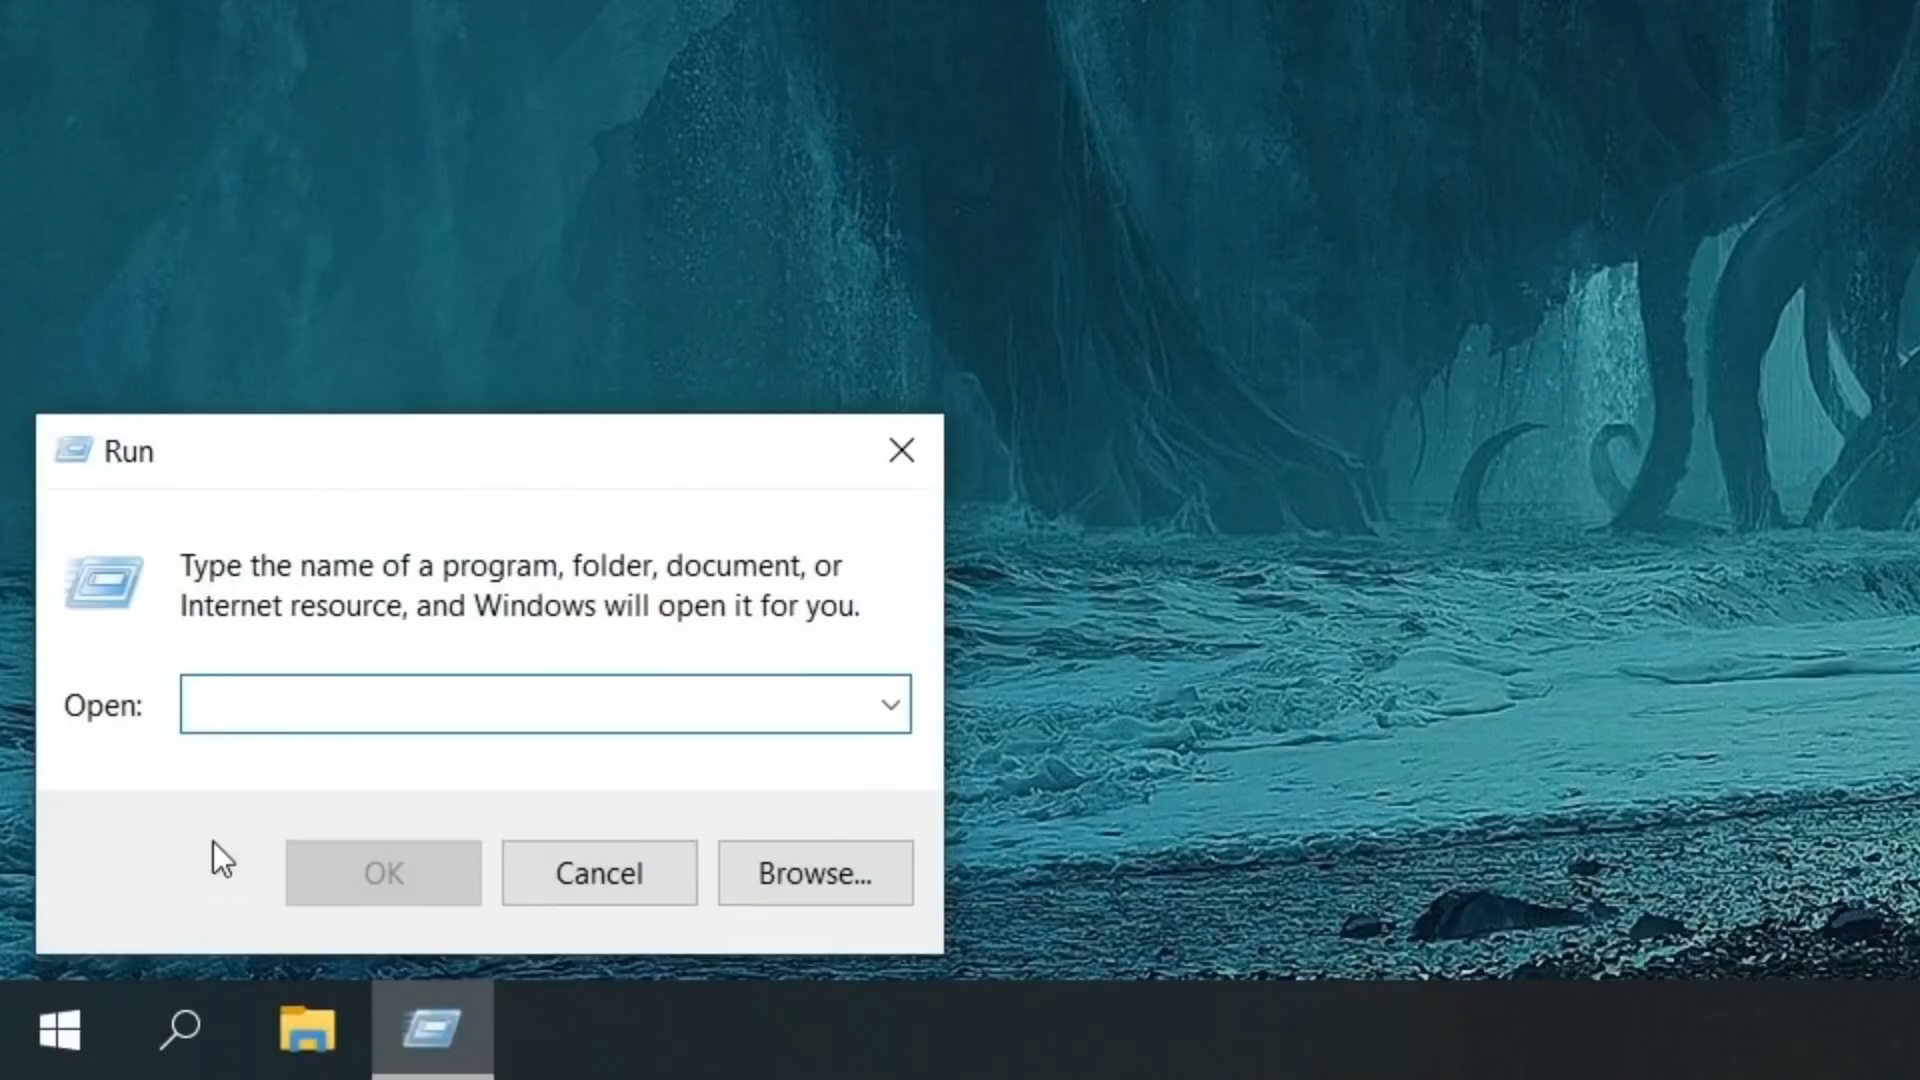 Run
Type the name of a program, folder, document, or
Internet resource, and Windows will open it for you.
Open:
OK
Cancel
Browse...